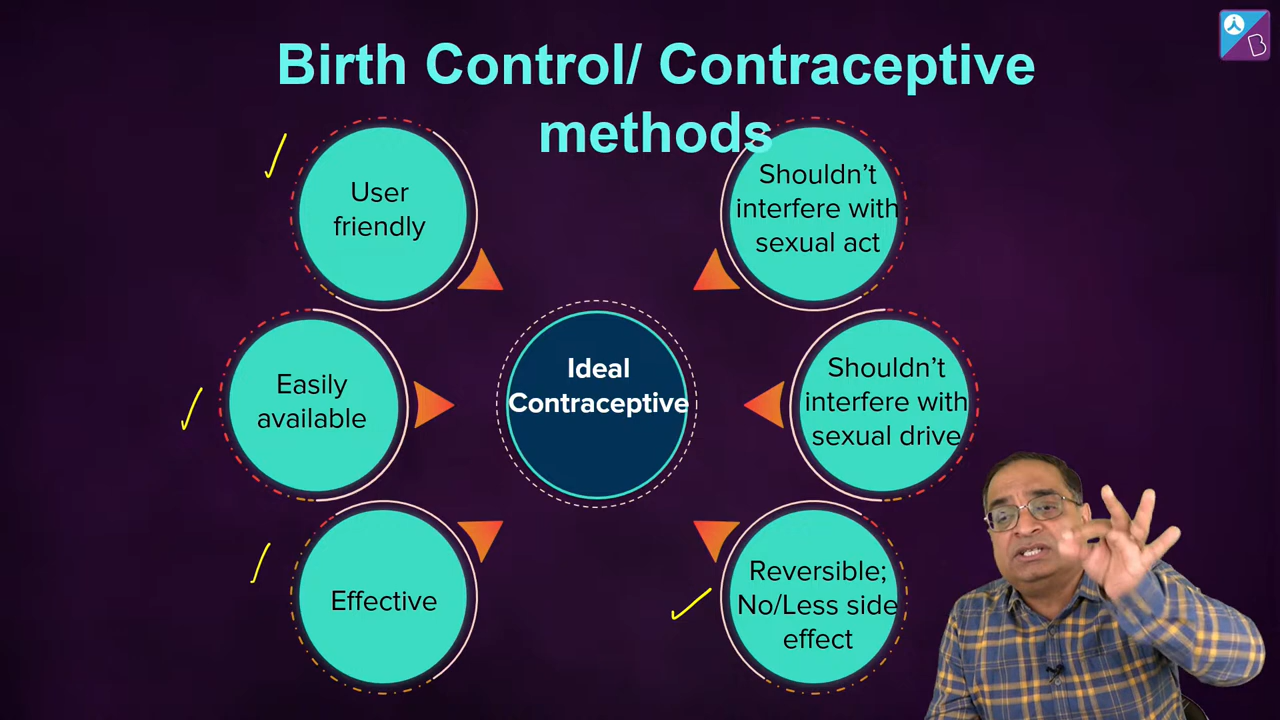 Birth Control/ Contraceptive
methods
User
friendly
Shouldn't
interfere with
sexual act
Easily
available
Ideal
Contraceptive
Shouldn't
interfere with
sexual drive
Effective
Reversible;
No/Less side
effect
B